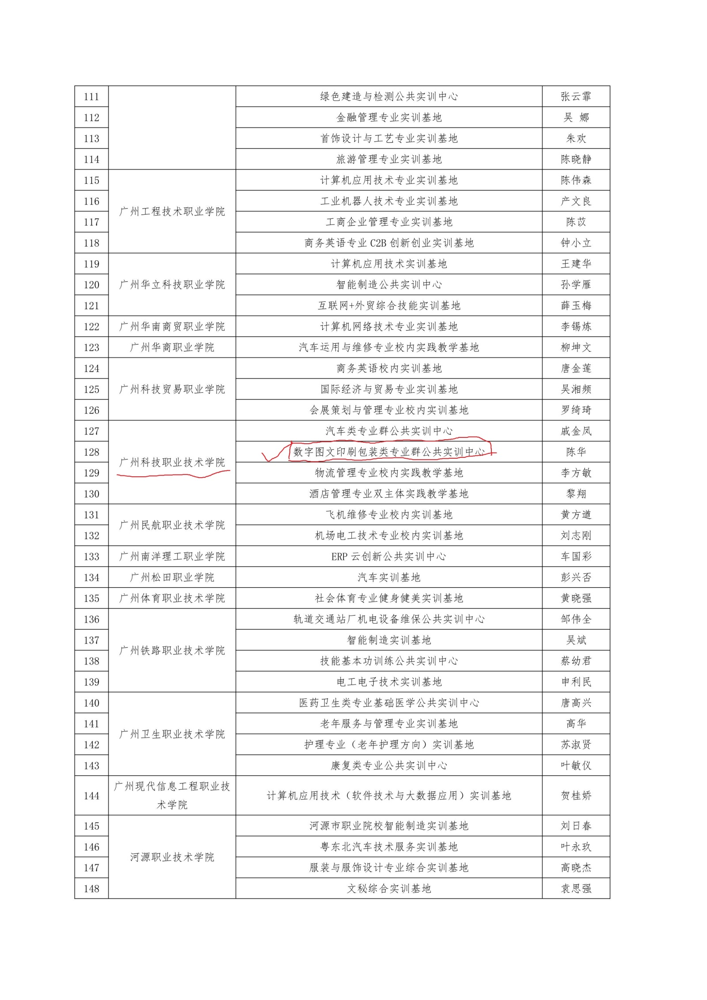 111 绿色建造与检测公共实训中心 张云霏
112 金融管理专业实训基地 吴 娜
113 首饰设计与工艺专业实训基地 朱欢
114 旅游管理专业实训基地 陈晓静
广州工程技术职业学院
115 计算机应用技术专业实训基地 陈伟森
116 工业机器人技术专业实训基地 产文良
117 工商企业管理专业实训基地 陈苡
118 商务英语专业 C2B 创新创业实训基地 钟小立
广州华立科技职业学院
119 计算机应用技术实训基地 王建华
120 智能制造公共实训中心 孙学雁
121 互联网+外贸综合技能实训基地 薛玉梅
122 广州华南商贸职业学院 计算机网络技术专业实训基地 李锡炼
123 广州华商职业学院 汽车运用与维修专业校内实践教学基地 柳坤文
广州科技贸易职业学院
124 商务英语校内实训基地 唐金莲
125 国际经济与贸易专业实训基地 吴湘频
126 会展策划与管理专业校内实训基地 罗绮琦
广州科技职业技术学院
127 汽车类专业群公共实训中心 戚金凤
128 数字图文印刷包装类专业群公共实训中心 陈华
129 物流管理专业校内实践教学基地 李方敏
130 酒店管理专业双主体实践教学基地 黎翔
广州民航职业技术学院
131 飞机维修专业校内实训基地 黄方遒
132 机场电工技术专业校内实训基地 刘志刚
133 广州南洋理工职业学院 ERP 云创新公共实训中心 车国彩
134 广州松田职业学院 汽车实训基地 彭兴否
135 广州体育职业技术学院 社会体育专业健身健美实训基地 黄晓强
广州铁路职业技术学院
136 轨道交通站厂机电设备维保公共实训中心 邹伟全
137 智能制造实训基地 吴斌
138 技能基本功训练公共实训中心 蔡幼君
139 电工电子技术实训基地 申利民
广州卫生职业技术学院
140 医药卫生类专业基础医学公共实训中心 唐高兴
141 老年服务与管理专业实训基地 高华
142 护理专业（老年护理方向）实训基地 苏淑贤
143 康复类专业公共实训中心 叶敏仪
广州现代信息工程职业技
术学院
144 计算机应用技术（软件技术与大数据应用）实训基地 贺桂娇
河源职业技术学院
145 河源市职业院校智能制造实训基地 刘日春
146 粤东北汽车技术服务实训基地 叶永玖
147 服装与服饰设计专业综合实训基地 高晓杰
148 文秘综合实训基地 袁思强